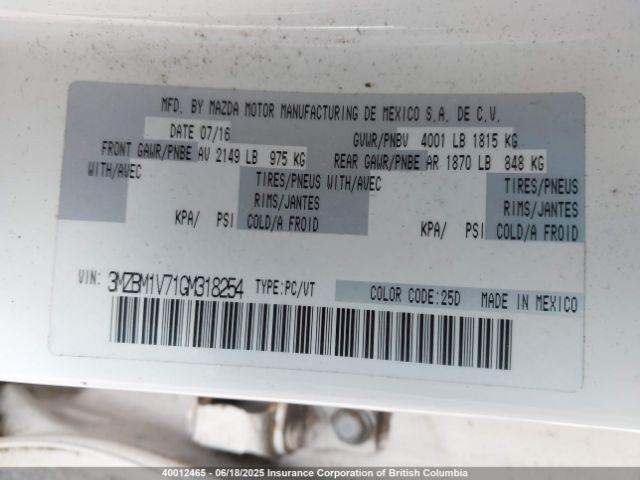 MFD. BY MAZDA MOTOR MANUFACTURING DE MEXICO S.A. DE C.V.
DATE 07/16 GVWR/PNBV 4001 LB 1815 KG
FRONT GAWR/PNBE AV 2149 LB 975 KG REAR GAWR/PNBE AR 1870 LB 848 KG
WITH/AVEC TIRES/PNEUS WITH/AVEC TIRES/PNEUS
RIMS/JANTES RIMS/JANTES
KPA/ PSI COLD/A FROID KPA/ PSI COLD/A FROID
VIN: 3MZBM1V71GM318254 TYPE:PC/VT COLOR CODE:25D MADE IN MEXICO
40012465 - 06/18/2025 Insurance Corporation of British Columbia